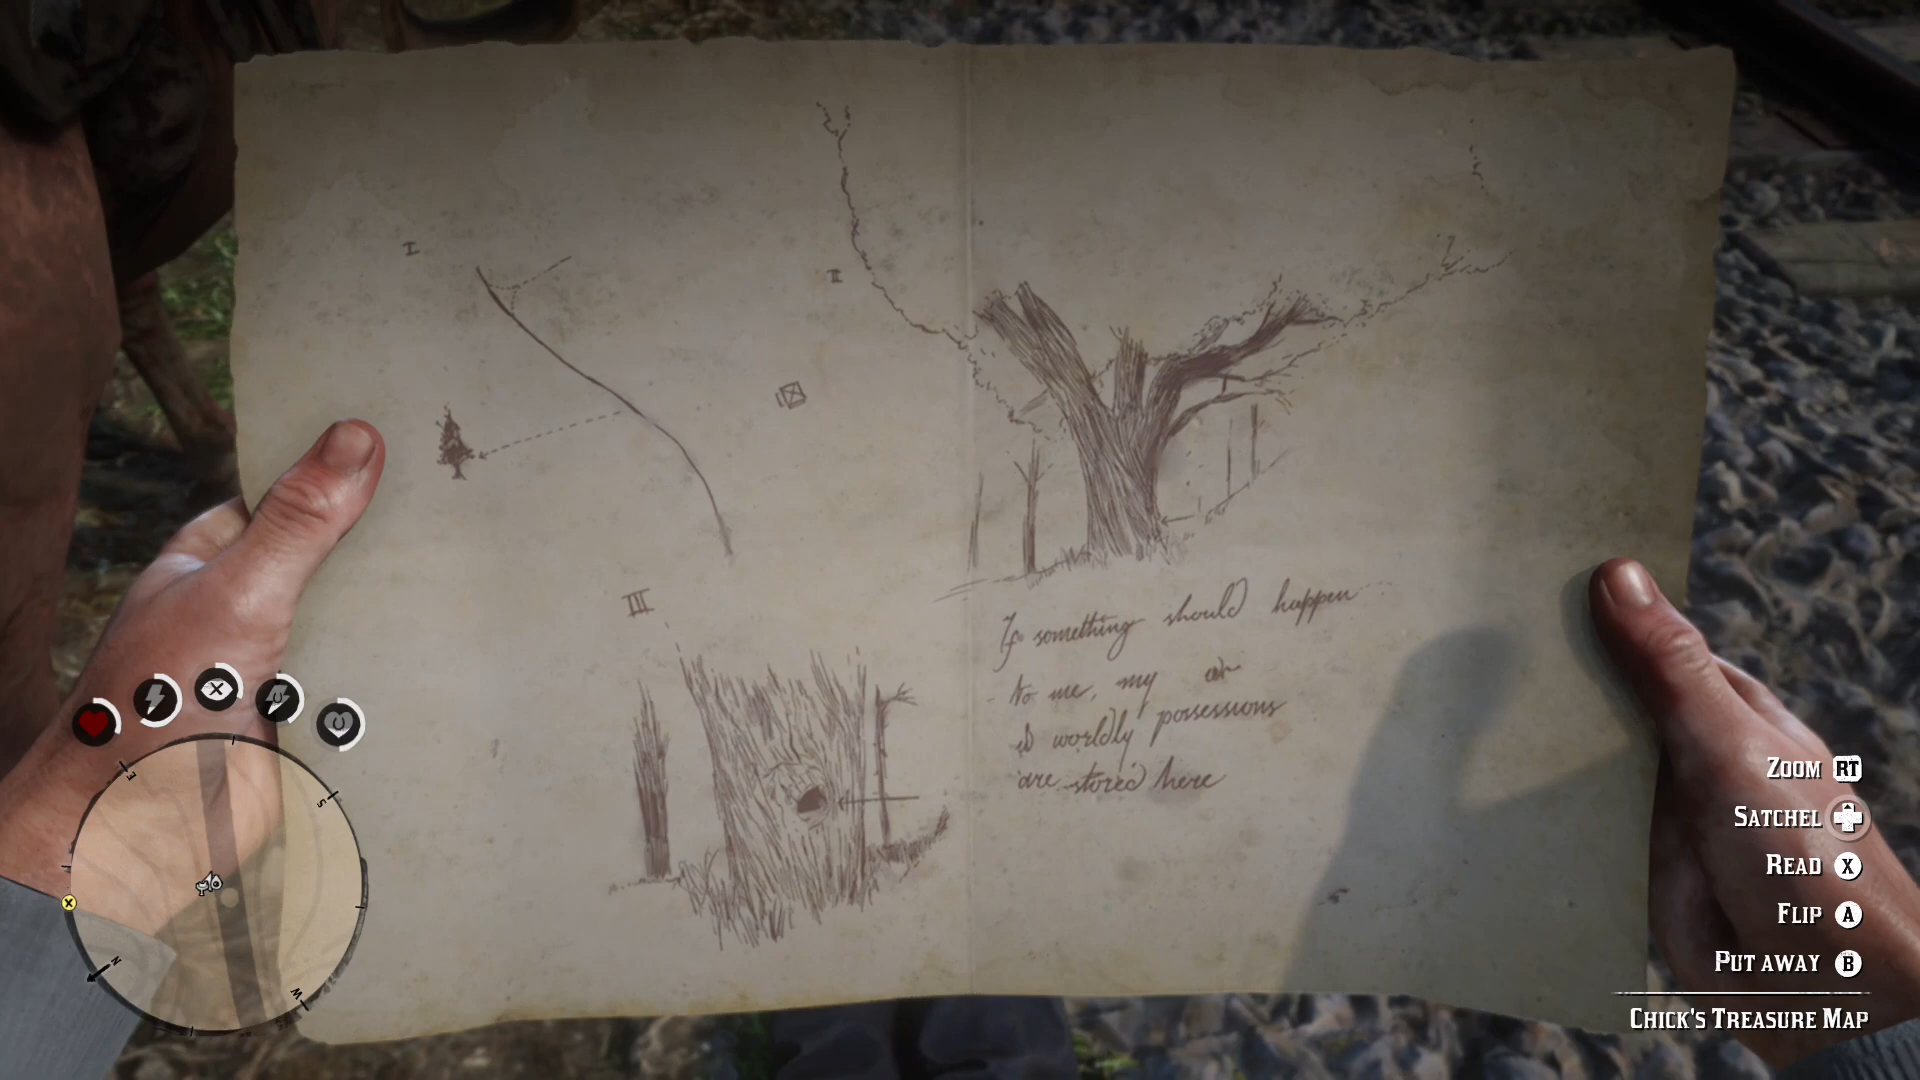 I
II
III
If something should happen
to me, my
worldly possessions
are stored here
E
S
N
W
ZOOM RT
SATCHEL
READ X
FLIP A
PUT AWAY B
CHICK'S TREASURE MAP